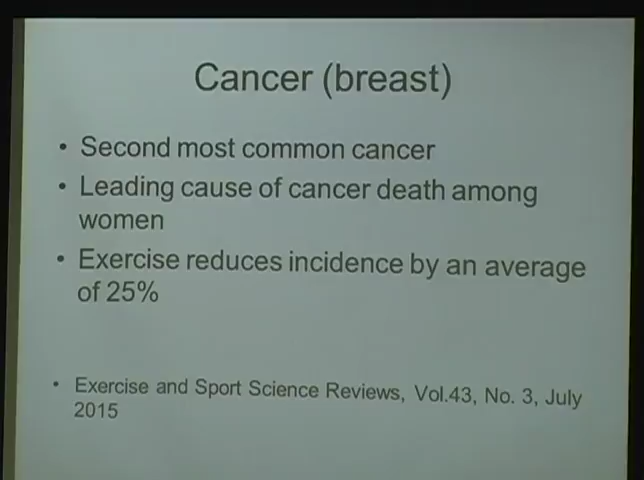 Cancer (breast)
• Second most common cancer
• Leading cause of cancer death among
women
• Exercise reduces incidence by an average
of 25%
• Exercise and Sport Science Reviews, Vol.43, No. 3, July
2015